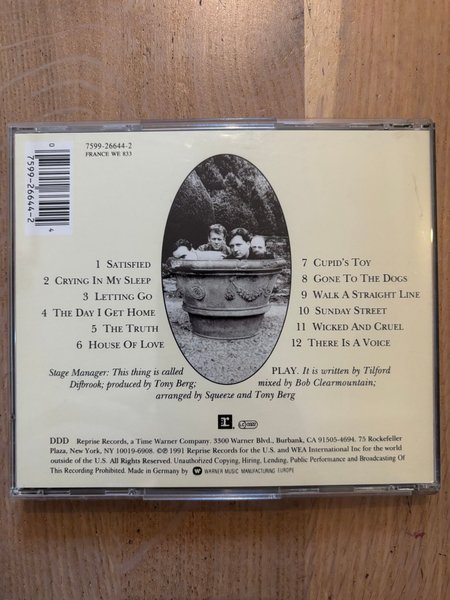 7599-26644-2
FRANCE WE 833
0
7599-26644-2
4
1 SATISFIED
2 CRYING IN MY SLEEP
3 LETTING GO
4 THE DAY I GET HOME
5 THE TRUTH
6 HOUSE OF LOVE
7 CUPID'S TOY
8 GONE TO THE DOGS
9 WALK A STRAIGHT LINE
10 SUNDAY STREET
11 WICKED AND CRUEL
12 THERE IS A VOICE
Stage Manager: This thing is called PLAY. It is written by Tilford
Difbrook; produced by Tony Berg; mixed by Bob Clearmountain;
arranged by Squeeze and Tony Berg
r
DDD Reprise Records, a Time Warner Company. 3300 Warner Blvd., Burbank, CA 91505-4694. 75 Rockefeller
Plaza, New York, NY 10019-6908. ©℗ 1991 Reprise Records for the U.S. and WEA International Inc for the world
outside of the U.S. All Rights Reserved. Unauthorized Copying, Hiring, Lending, Public Performance and Broadcasting Of
This Recording Prohibited. Made in Germany by WARNER MUSIC MANUFACTURING EUROPE